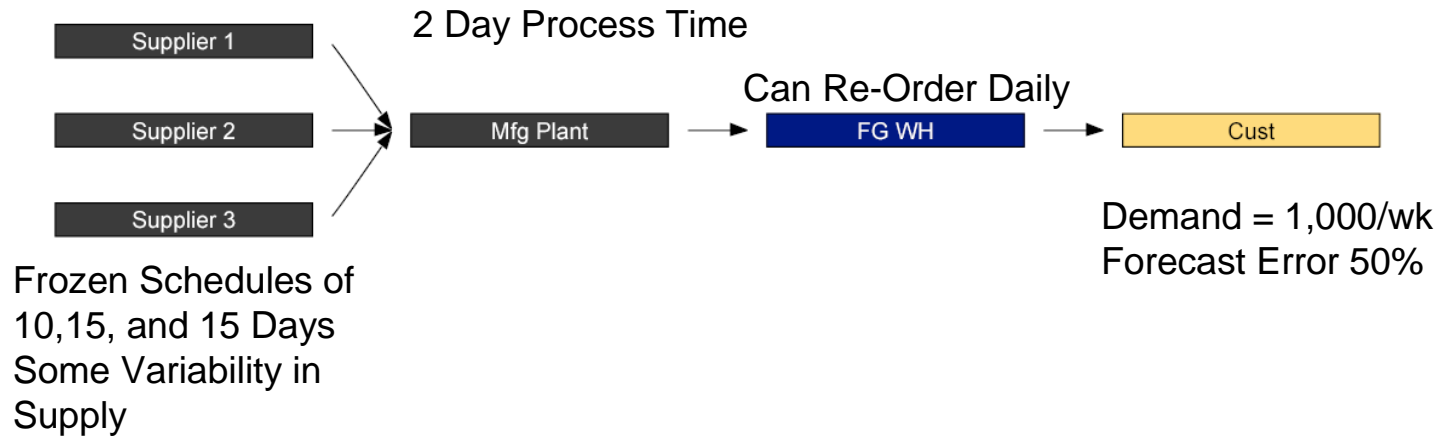 2 Day Process Time
Supplier 1
Can Re-Order Daily
Supplier 2
Mfg Plant
FG WH
Cust
Supplier 3
Demand = 1,000/wk
Forecast Error 50%
Frozen Schedules of
10,15, and 15 Days
Some Variability in
Supply